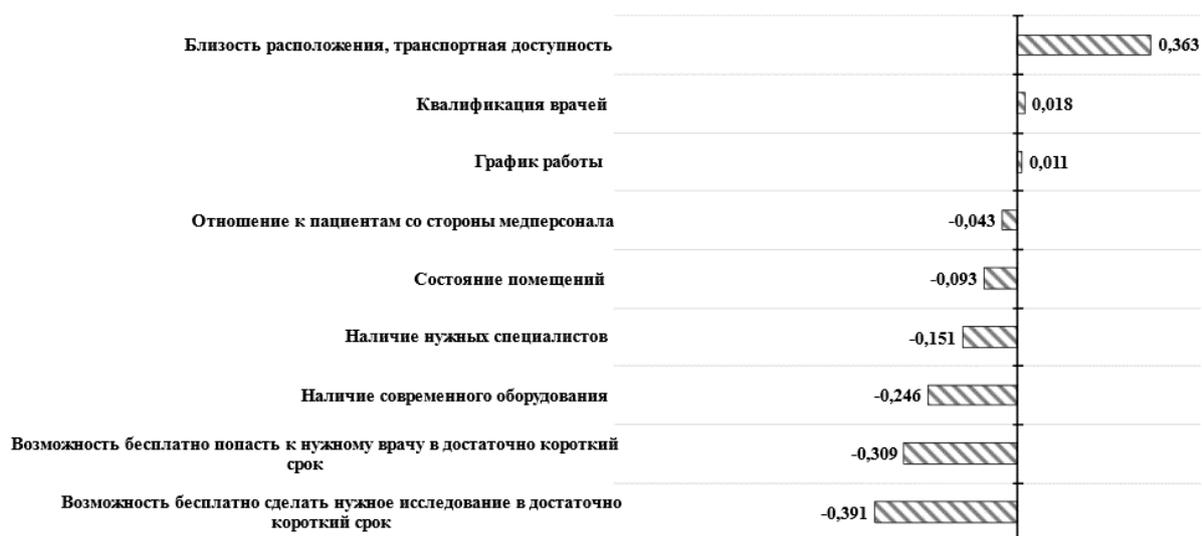 Близость расположения, транспортная доступность
0,363
Квалификация врачей
0,018
График работы
0,011
Отношение к пациентам со стороны медперсонала
-0,043
Состояние помещений
-0,093
Наличие нужных специалистов
-0,151
Наличие современного оборудования
-0,246
Возможность бесплатно попасть к нужному врачу в достаточно короткий
срок
-0,309
Возможность бесплатно сделать нужное исследование в достаточно
короткий срок
-0,391